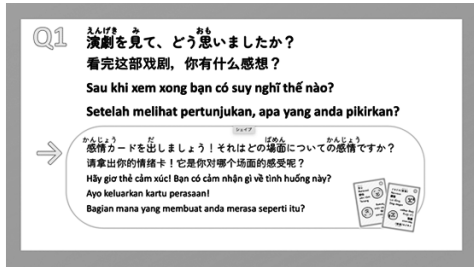 Q1
演劇を見て、どう思いましたか？
看完这部戏剧，你有什么感想？
Sau khi xem xong bạn có suy nghĩ thế nào?
Setelah melihat pertunjukan, apa yang anda pikirkan?
シェイプ
感情カードを出しましょう！それはどの場面についての感情ですか？
请拿出你的情绪卡！它是你对哪个场面的感受呢？
Hãy giơ thẻ cảm xúc! Bạn có cảm nhận gì về tình huống này?
Ayo keluarkan kartu perasaan!
Bagian mana yang membuat anda merasa seperti itu?